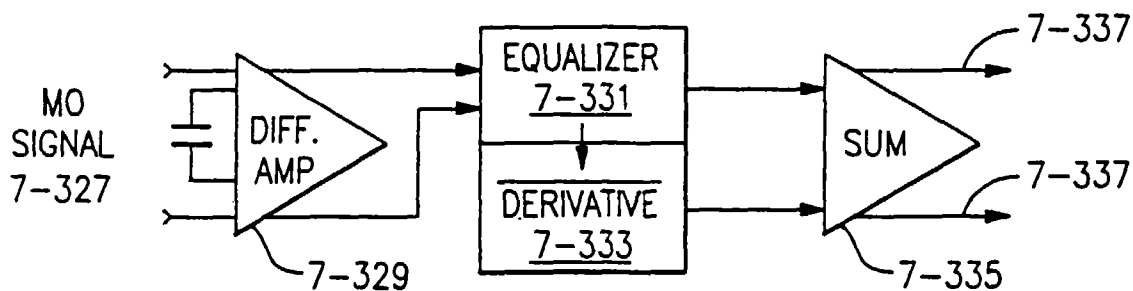 MO
SIGNAL
7-327
DIFF.
AMP
7-329
EQUALIZER
7-331
DERIVATIVE
7-333
SUM
7-335
7-337
7-337